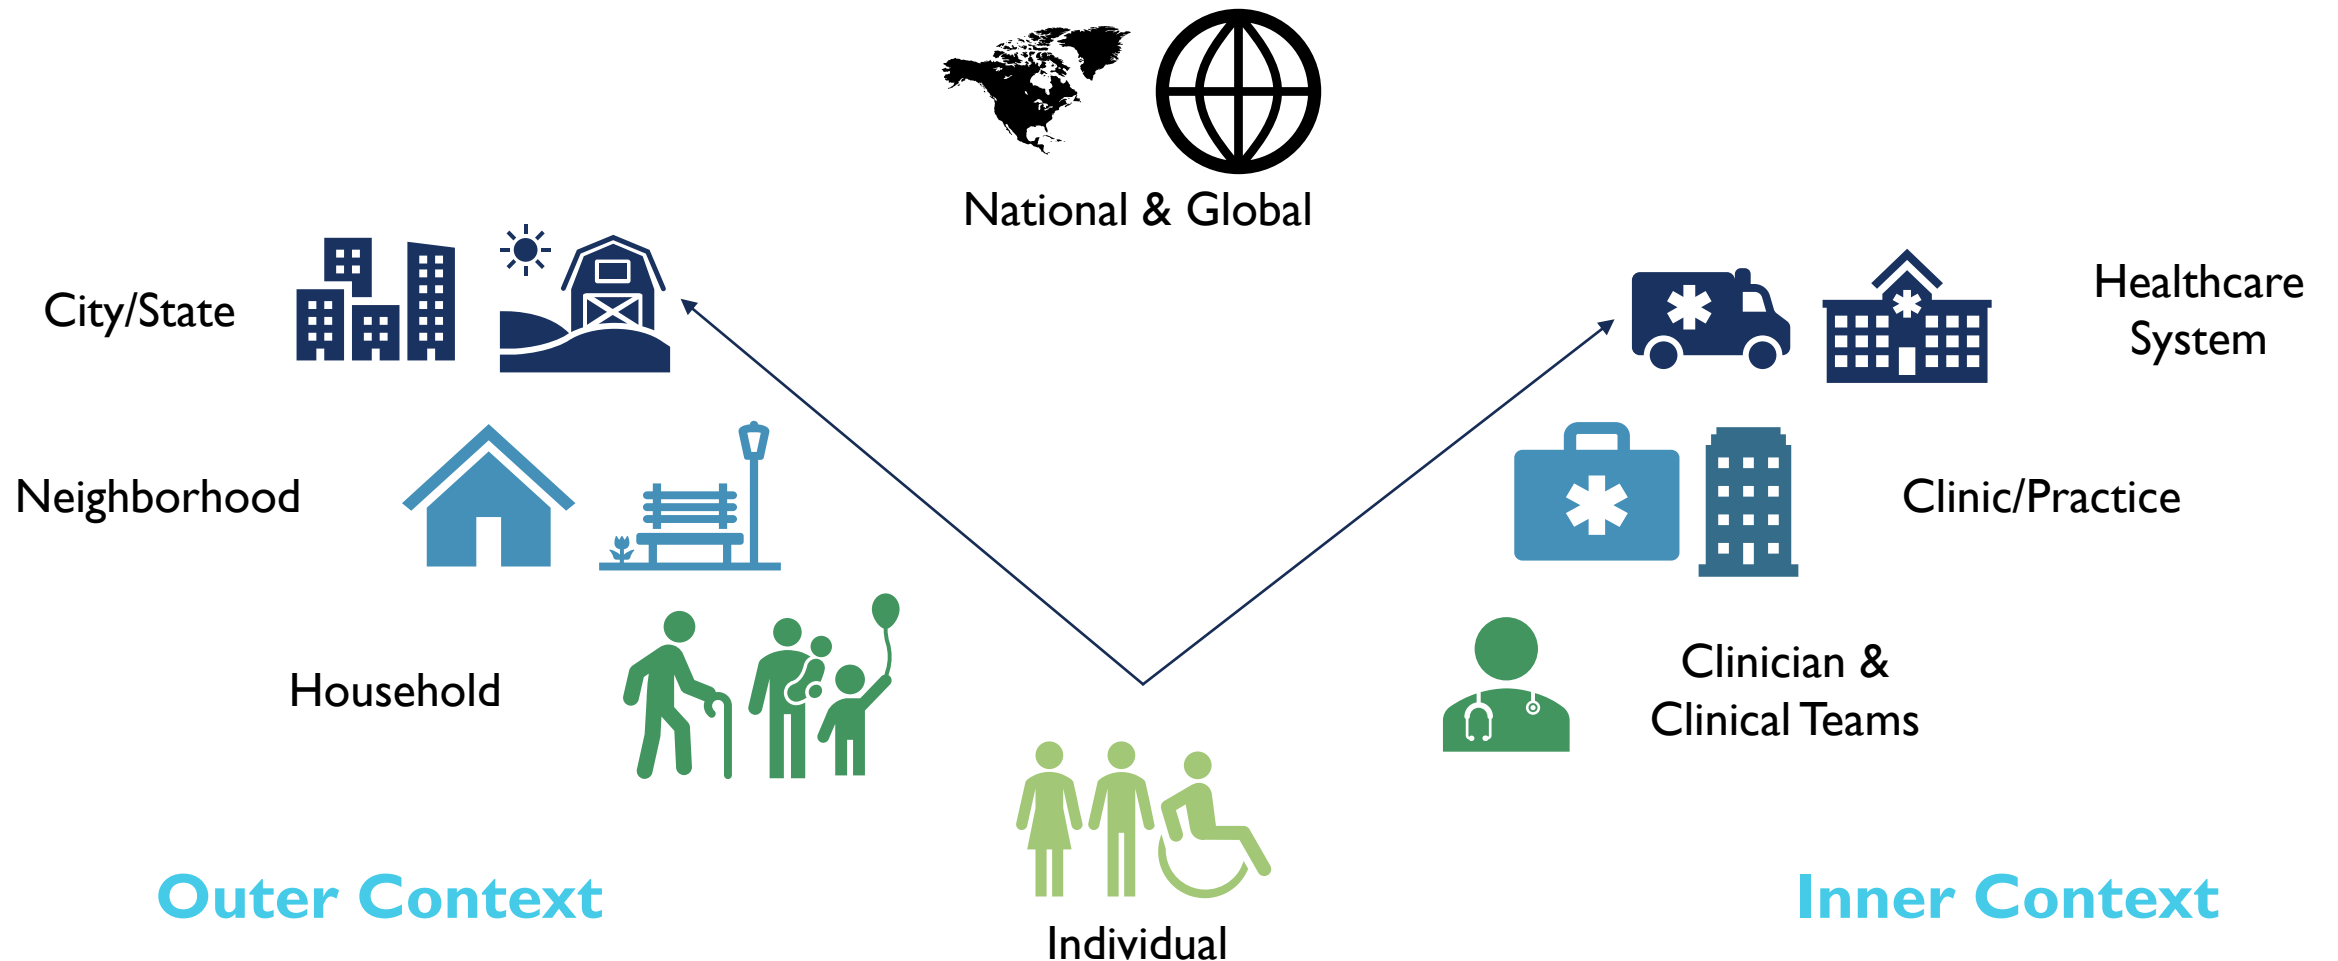 National & Global
City/State
Healthcare
System
Neighborhood
Clinic/Practice
Household
Clinician &
Clinical Teams
Outer Context
Inner Context
Individual